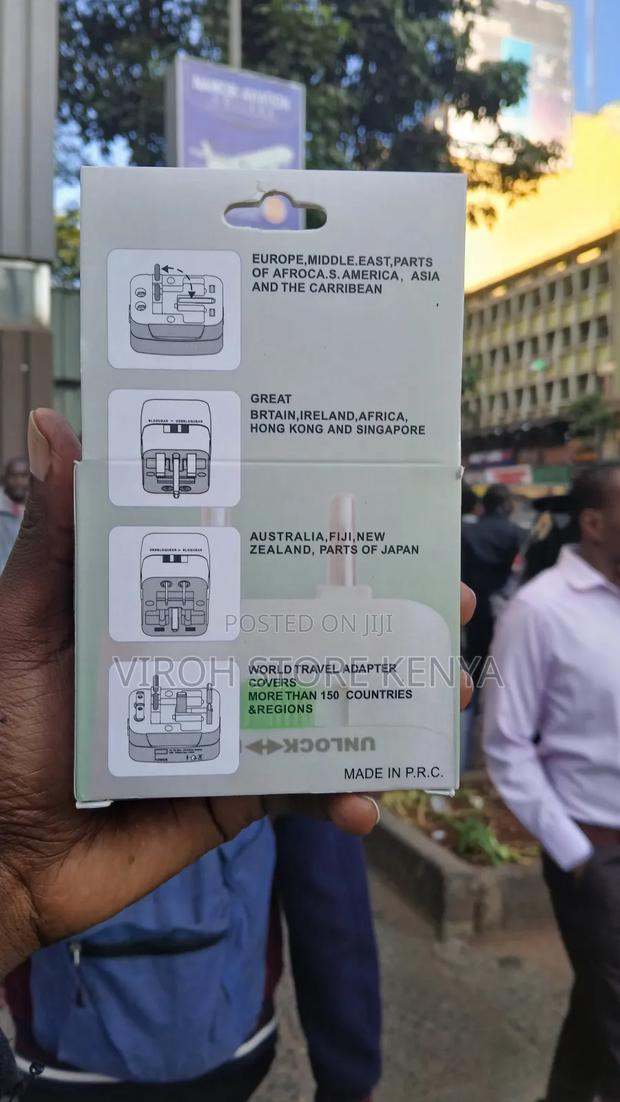 EUROPE,MIDDLE.EAST,PARTS
OF AFROCA.S.AMERICA, ASIA
AND THE CARRIBEAN
GREAT
BRTAIN,IRELAND,AFRICA,
HONG KONG AND SINGAPORE
AUSTRALIA,FIJI,NEW
ZEALAND, PARTS OF JAPAN
POSTED ON JIJI
VIROH STORE KENYA
WORLD TRAVEL ADAPTER
COVERS
MORE THAN 150 COUNTRIES
&REGIONS
UNLOCK
MADE IN P.R.C.